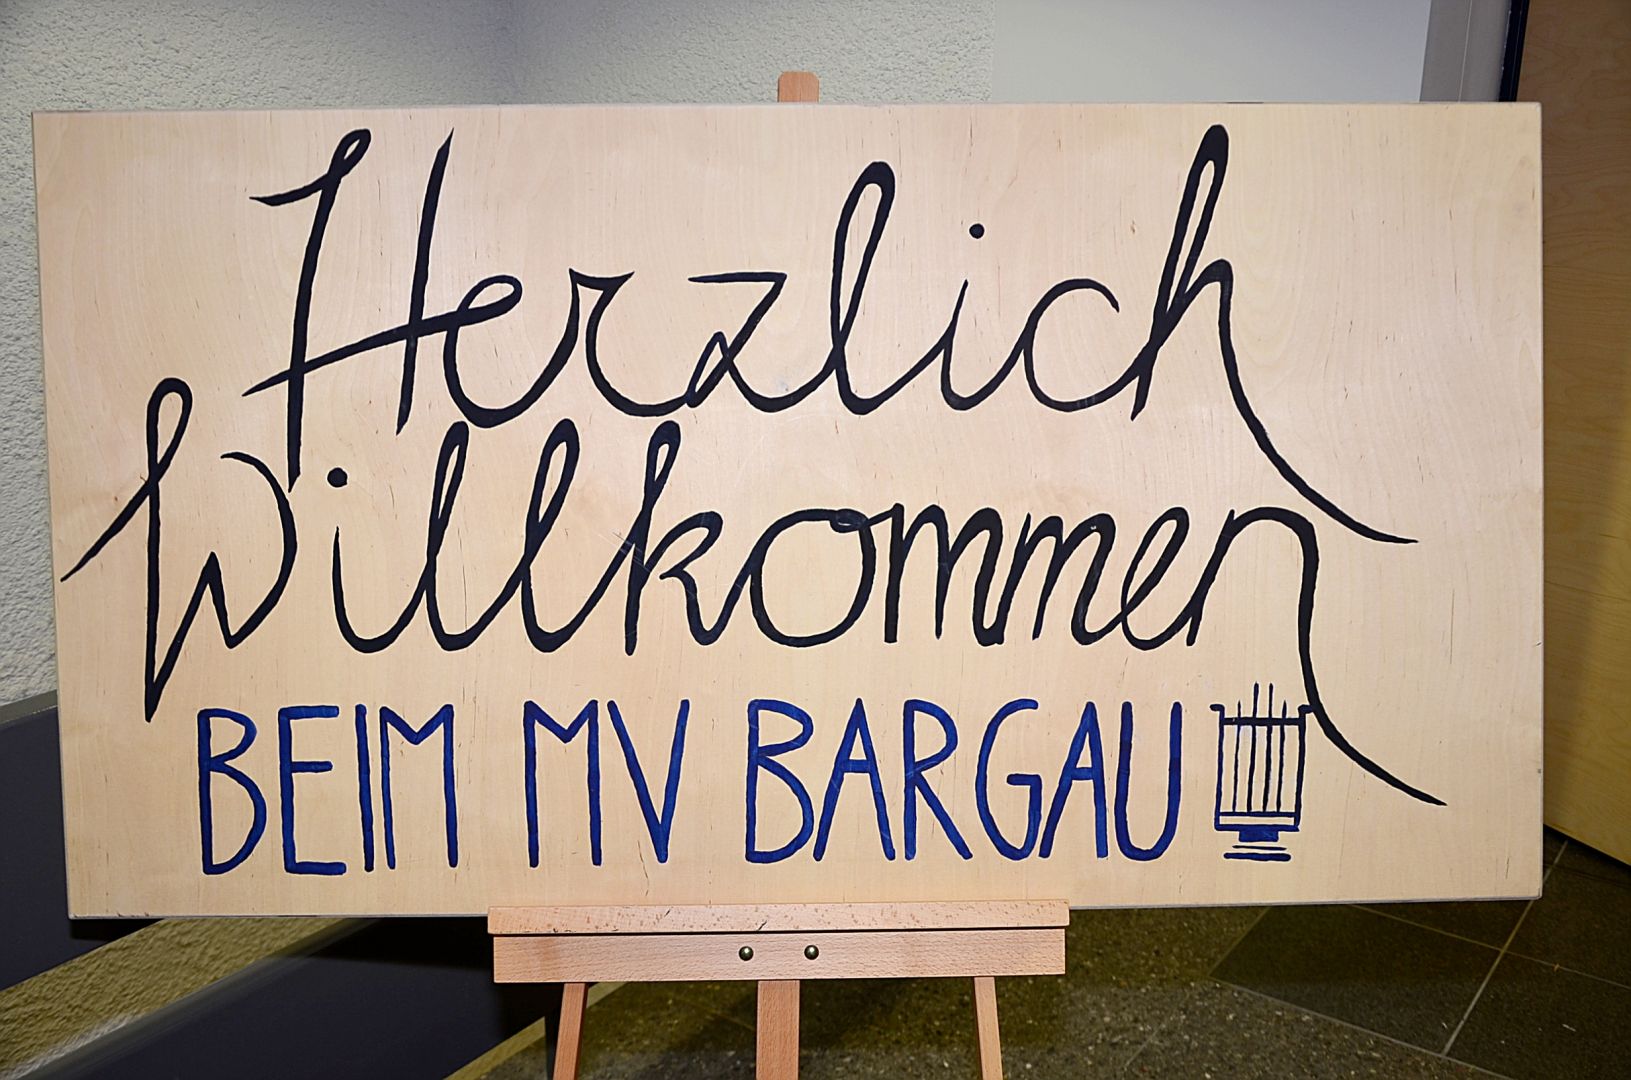 Herzlich
Willkommen
BEIM MV BARGAU